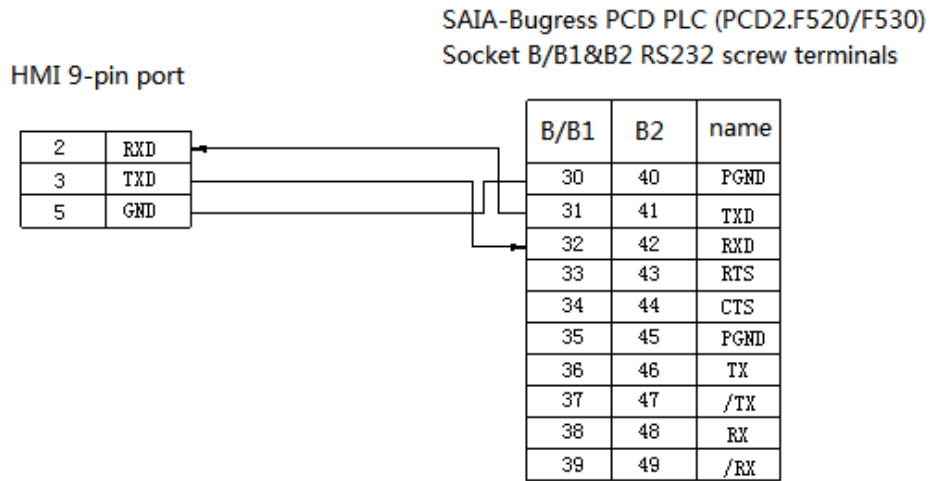 SAIA-Bugress PCD PLC (PCD2.F520/F530)
Socket B/B1&B2 RS232 screw terminals
HMI 9-pin port
2 RXD
3 TXD
5 GND
B/B1 B2 name
30 40 PGND
31 41 TXD
32 42 RXD
33 43 RTS
34 44 CTS
35 45 PGND
36 46 TX
37 47 /TX
38 48 RX
39 49 /RX